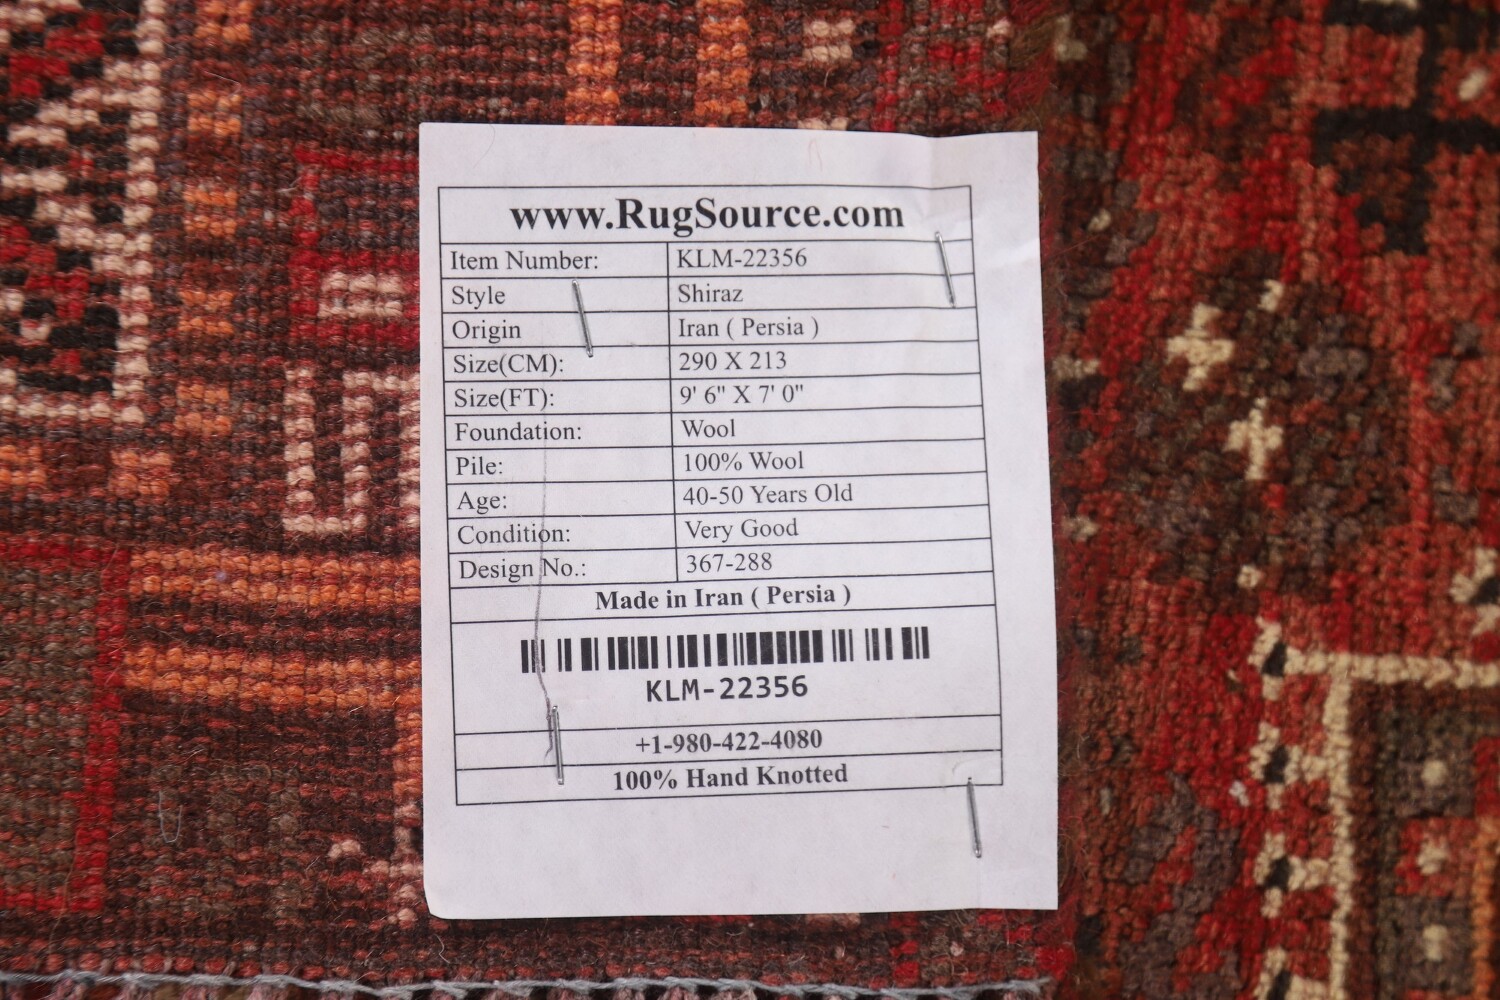 www.RugSource.com
Item Number: KLM-22356
Style Shiraz
Origin Iran ( Persia )
Size(CM): 290 X 213
Size(FT): 9' 6" X 7' 0"
Foundation: Wool
Pile: 100% Wool
Age: 40-50 Years Old
Condition: Very Good
Design No.: 367-288
Made in Iran ( Persia )
KLM-22356
+1-980-422-4080
100% Hand Knotted